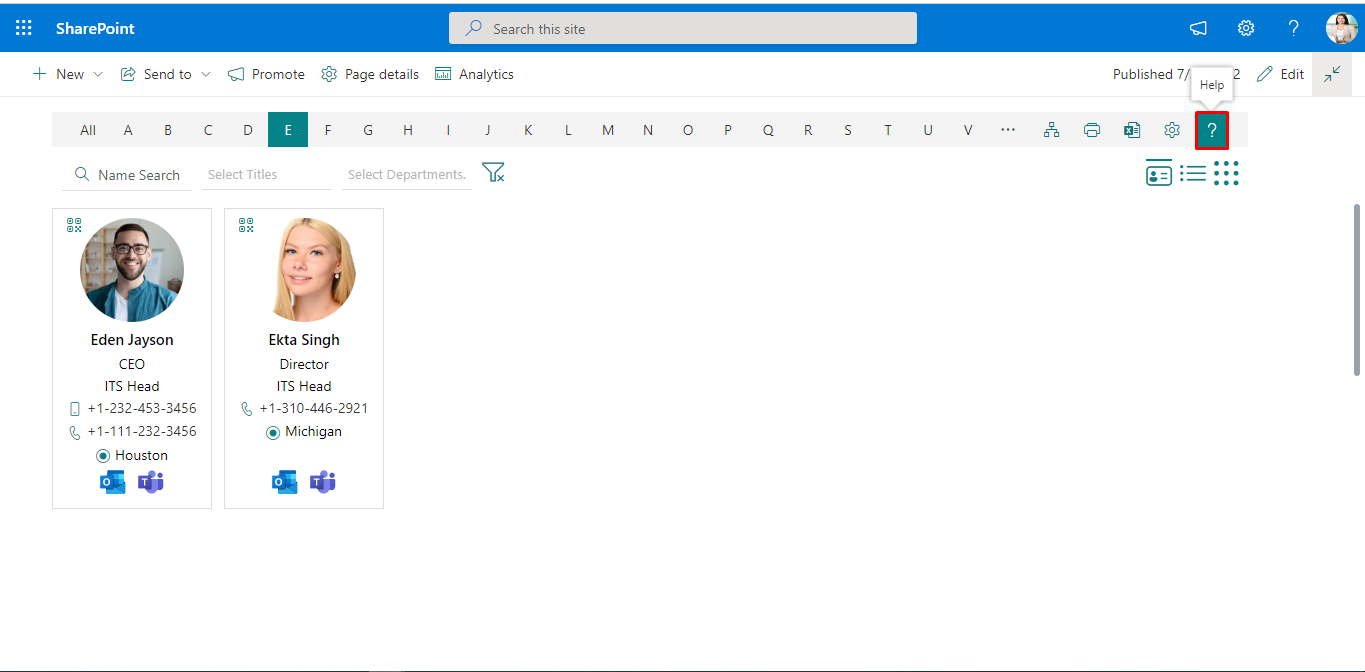 SharePoint Search this site ?
New Send to Promote Page details Analytics Published 7/ 2 Edit
Help
All A B C D E F G H I J K L M N O P Q R S T U V ... ?
Name Search Select Titles Select Departments.
Eden Jayson
CEO
ITS Head
+1-232-453-3456
+1-111-232-3456
Houston
Ekta Singh
Director
ITS Head
+1-310-446-2921
Michigan